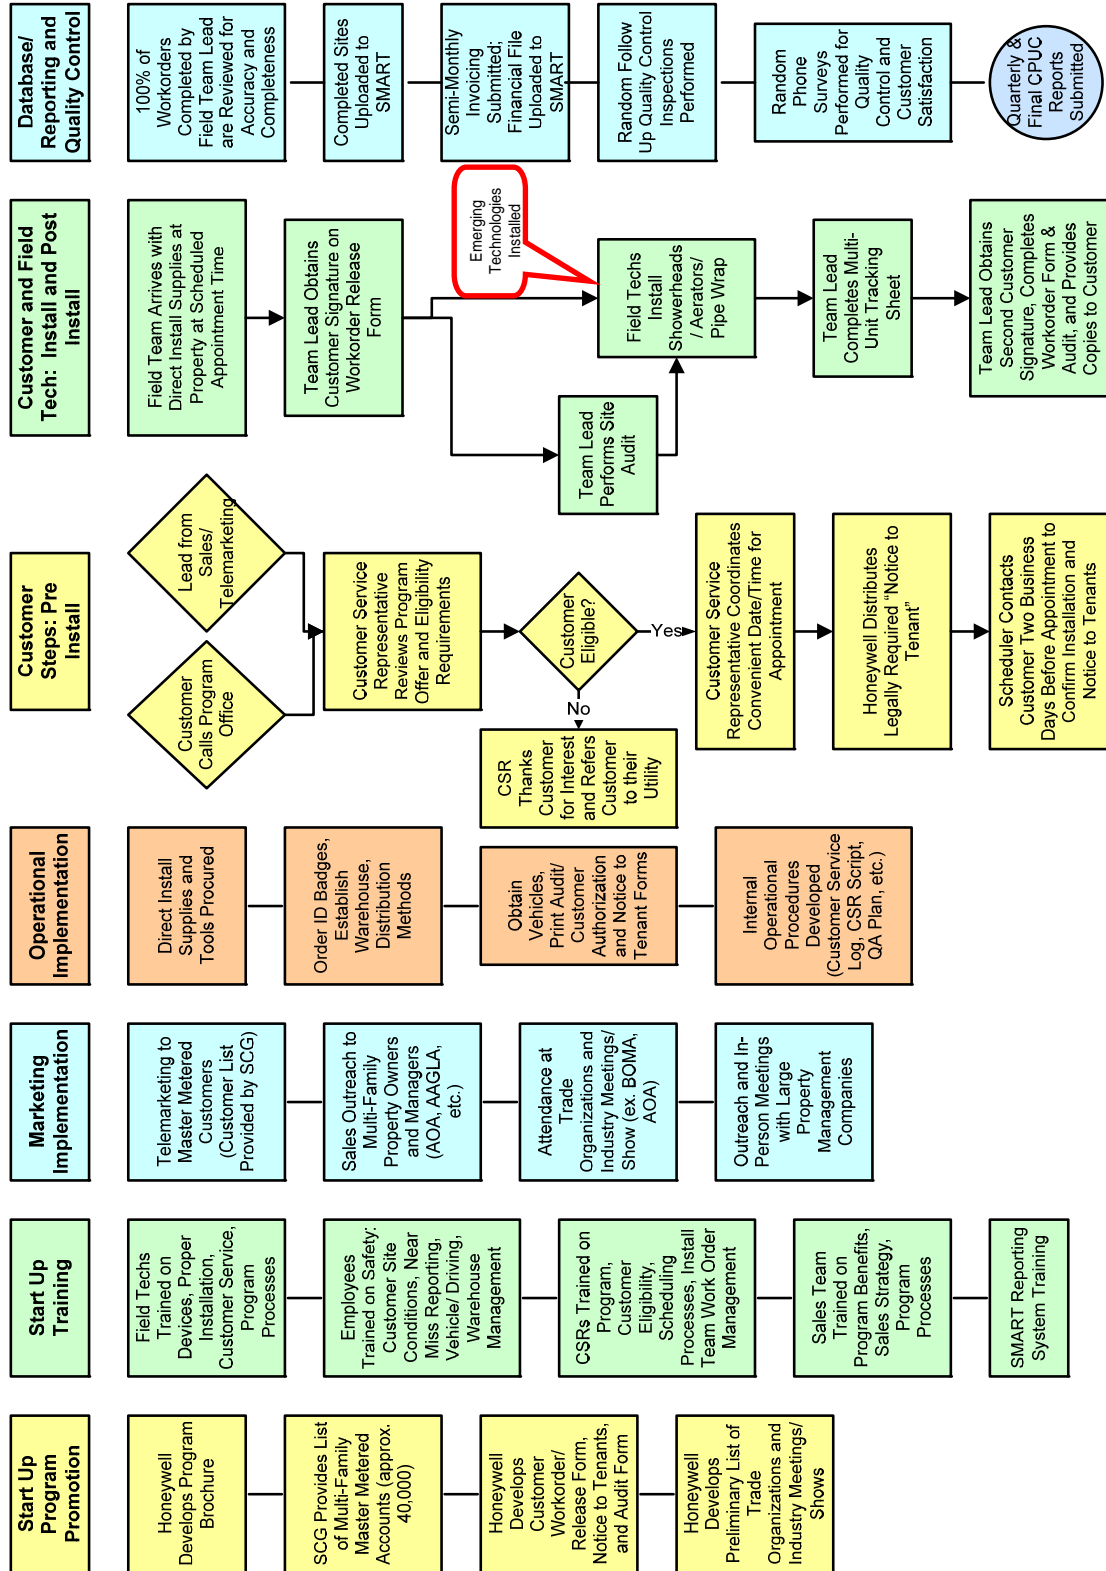 Start Up
Program
Promotion
Honeywell
Develops Program
Brochure
SCG Provides List
of Multi-Family
Master Metered
Accounts (approx.
40,000)
Honeywell
Develops
Customer
Workorder/
Release Form,
Notice to Tenants,
and Audit Form
Honeywell
Develops
Preliminary List of
Trade
Organizations and
Industry Meetings/
Shows
Start Up
Training
Field Techs
Trained on
Devices, Proper
Installation,
Customer Service,
Program
Processes
Employees
Trained on Safety:
Customer Site
Conditions, Near
Miss Reporting,
Vehicle/ Driving,
Warehouse
Management
CSRs Trained on
Program,
Customer
Eligibility,
Scheduling
Processes, Install
Team Work Order
Management
Sales Team
Trained on
Program Benefits,
Sales Strategy,
Program
Processes
SMART Reporting
System Training
Marketing
Implementation
Telemarketing to
Master Metered
Customers
(Customer List
Provided by SCG)
Sales Outreach to
Multi-Family
Property Owners
and Managers
(AOA, AAGLA,
etc.)
Attendance at
Trade
Organizations and
Industry Meetings/
Show (ex. BOMA,
AOA)
Outreach and In-
Person Meetings
with Large
Property
Management
Companies
Operational
Implementation
Direct Install
Supplies and
Tools Procured
Order ID Badges,
Establish
Warehouse,
Distribution
Methods
Obtain
Vehicles,
Print Audit/
Customer
Authorization
and Notice to
Tenant Forms
Internal
Operational
Procedures
Developed
(Customer Service
Log, CSR Script,
QA Plan, etc.)
Customer
Steps: Pre
Install
Customer
Calls Program
Office
Lead from
Sales/
Telemarketing
Customer Service
Representative
Reviews Program
Offer and Eligibility
Requirements
Customer
Eligible?
No
Yes
CSR
Thanks
Customer
for Interest
and Refers
Customer
to their
Utility
Customer Service
Representative Coordinates
Convenient Date/Time for
Appointment
Honeywell Distributes
Legally Required “Notice to
Tenant”
Scheduler Contacts
Customer Two Business
Days Before Appointment to
Confirm Installation and
Notice to Tenants
Customer and Field
Tech: Install and Post
Install
Field Team Arrives with
Direct Install Supplies at
Property at Scheduled
Appointment Time
Team Lead Obtains
Customer Signature on
Workorder Release
Form
Emerging
Technologies
Installed
Team Lead
Performs Site
Audit
Field Techs
Install
Showerheads
/ Aerators/
Pipe Wrap
Team Lead
Completes Multi-
Unit Tracking
Sheet
Team Lead Obtains
Second Customer
Signature, Completes
Workorder Form &
Audit, and Provides
Copies to Customer
Database/
Reporting and
Quality Control
100% of
Workorders
Completed by
Field Team Lead
are Reviewed for
Accuracy and
Completeness
Completed Sites
Uploaded to
SMART
Semi-Monthly
Invoicing
Submitted;
Financial File
Uploaded to
SMART
Random Follow
Up Quality Control
Inspections
Performed
Random
Phone
Surveys
Performed for
Quality
Control and
Customer
Satisfaction
Quarterly &
Final CPUC
Reports
Submitted